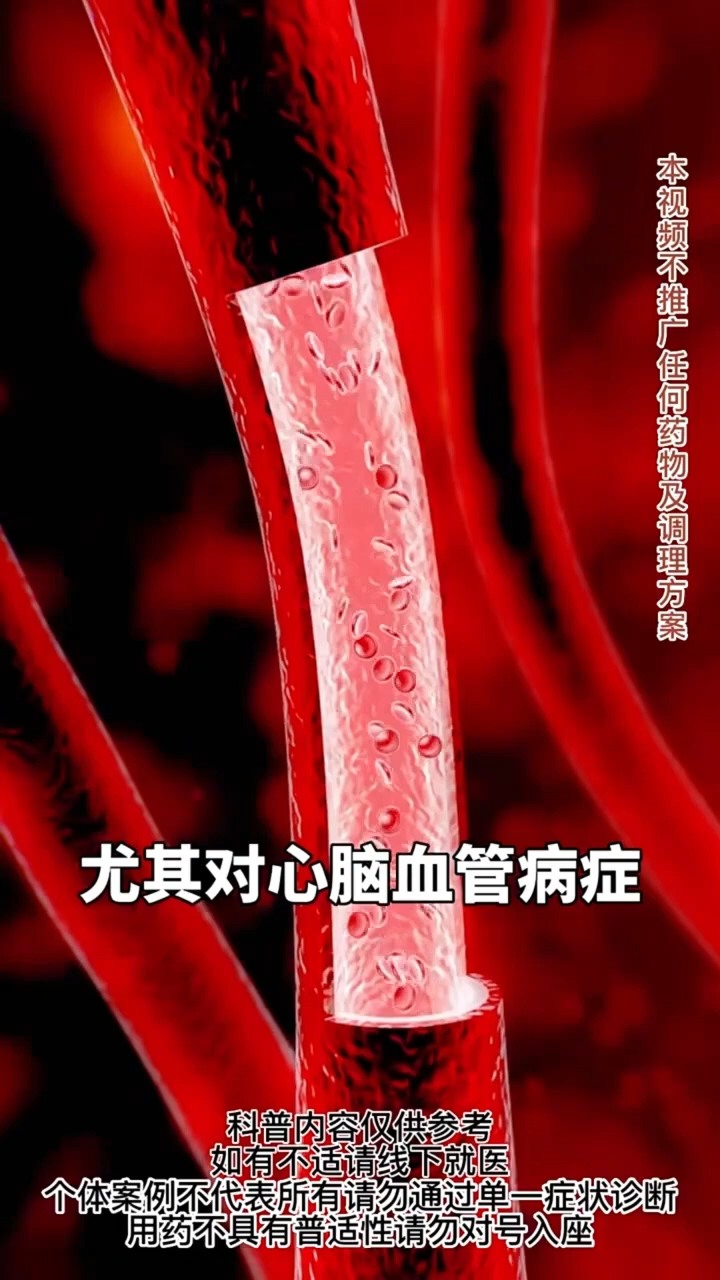 本视频不推广任何药物及调理方案
尤其对心脑血管病症
科普内容仅供参考
如有不适请线下就医
个体案例不代表所有请勿通过单一症状诊断
用药不具有普适性请勿对号入座